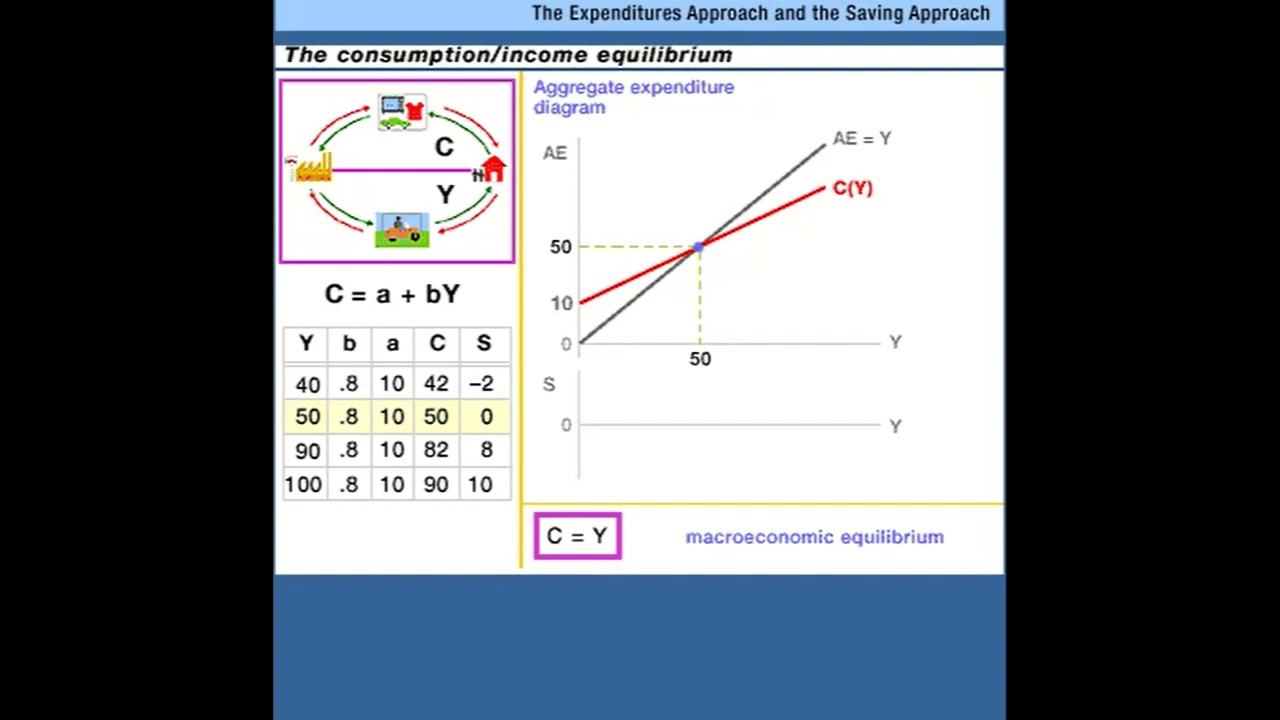 The Expenditures Approach and the Saving Approach
The consumption/income equilibrium
C
Y
C = a + bY
Y b a C S
40 .8 10 42 –2
50 .8 10 50 0
90 .8 10 82 8
100 .8 10 90 10
Aggregate expenditure
diagram
AE
AE = Y
C(Y)
50
10
0
Y
50
S
0
Y
C = Y
macroeconomic equilibrium